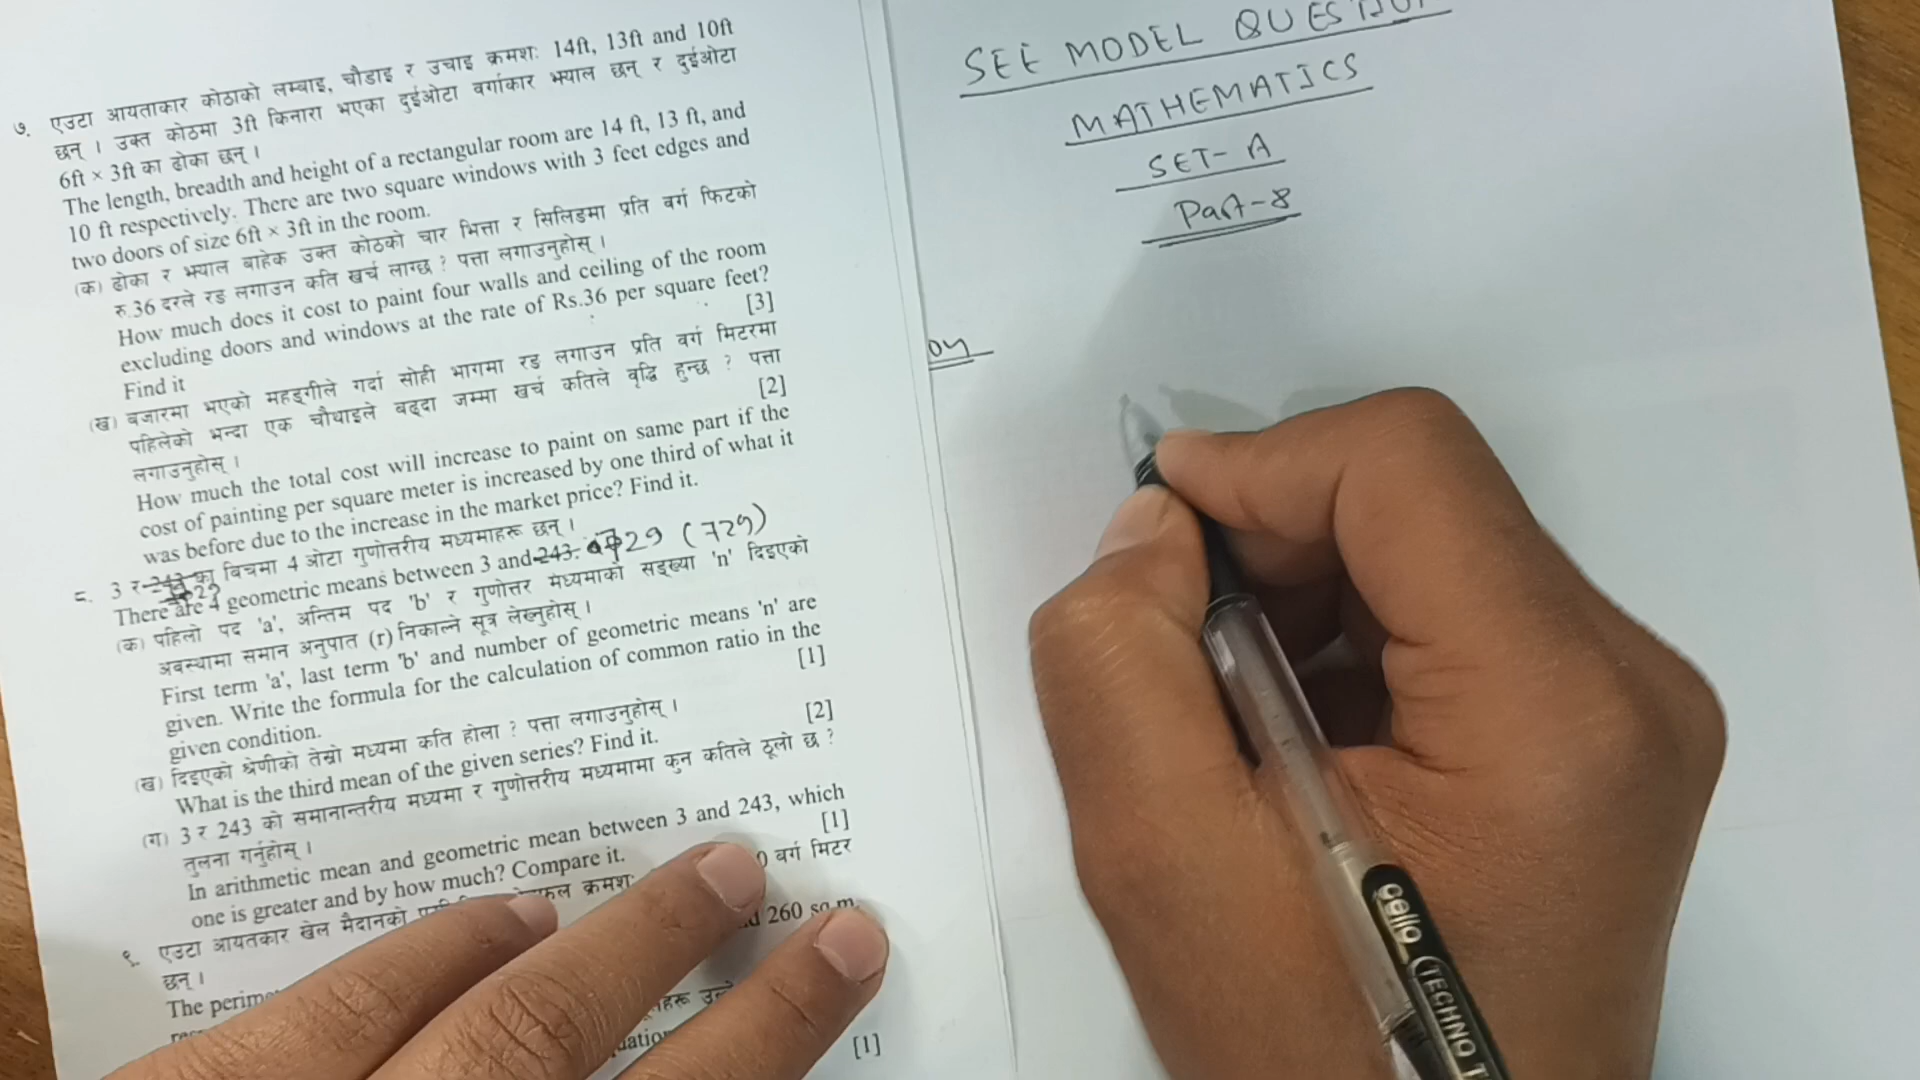 ७. एउटा आयताकार कोठाको लम्बाइ, चौडाइ र उचाइ क्रमशः 14ft, 13ft and 10ft
छन् । उक्त कोठमा 3ft किनारा भएका दुईओटा वर्गाकार भ्याल छन् र दुईओटा
6ft × 3ft का ढोका छन् ।
The length, breadth and height of a rectangular room are 14 ft, 13 ft, and
10 ft respectively. There are two square windows with 3 feet edges and
two doors of size 6ft × 3ft in the room.
(क) ढोका र भ्याल बाहेक उक्त कोठको चार भित्ता र सिलिङमा प्रति वर्ग फिटको
रु.36 दरले रङ लगाउन कति खर्च लाग्छ ? पत्ता लगाउनुहोस् ।
How much does it cost to paint four walls and ceiling of the room
excluding doors and windows at the rate of Rs.36 per square feet?
Find it [3]
(ख) बजारमा भएको महङ्गीले गर्दा सोही भागमा रङ लगाउन प्रति वर्ग मिटरमा
पहिलेको भन्दा एक चौथाइले बढ्दा जम्मा खर्च कतिले वृद्धि हुन्छ ? पत्ता
लगाउनुहोस् । [2]
How much the total cost will increase to paint on same part if the
cost of painting per square meter is increased by one third of what it
was before due to the increase in the market price? Find it.
८. 3 र 243 का बिचमा 4 ओटा गुणोत्तरीय मध्यमाहरू छन् ।
There are 4 geometric means between 3 and 243. 729 (729)
(क) पहिलो पद 'a', अन्तिम पद 'b' र गुणोत्तर मध्यमाको सङ्ख्या 'n' दिइएको
अवस्थामा समान अनुपात (r) निकाल्ने सूत्र लेख्नुहोस् ।
First term 'a', last term 'b' and number of geometric means 'n' are
given. Write the formula for the calculation of common ratio in the
given condition. [1]
(ख) दिइएको श्रेणीको तेस्रो मध्यमा कति होला ? पत्ता लगाउनुहोस् ।
What is the third mean of the given series? Find it. [2]
(ग) 3 र 243 को समानान्तरीय मध्यमा र गुणोत्तरीय मध्यमामा कुन कतिले ठूलो छ ?
तुलना गर्नुहोस् ।
In arithmetic mean and geometric mean between 3 and 243, which
one is greater and by how much? Compare it. [1]
९. एउटा आयतकार खेल मैदानको क्रमशः 0 वर्ग मिटर
छन् ।
The 260 sq.m.
[1]
SEE MODEL
MATHEMATICS
SET-A
Part-8